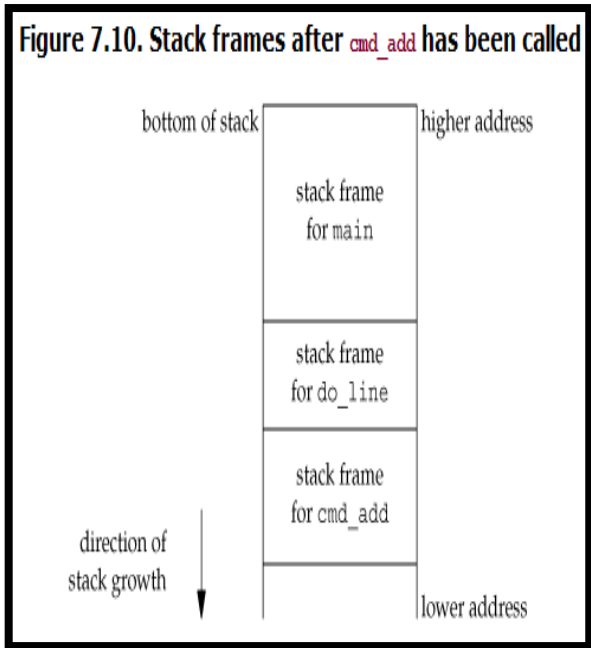 Figure 7.10. Stack frames after cmd_add has been called
bottom of stack
higher address
stack frame
for main
stack frame
for do_line
stack frame
for cmd_add
direction of
stack growth
lower address